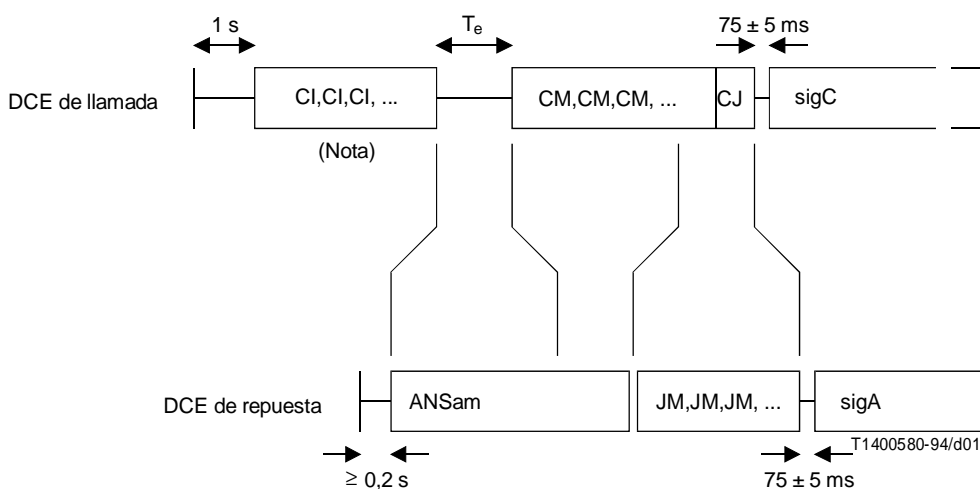 1 s
Te
75 ± 5 ms
DCE de llamada
CI,CI,CI, ...
CM,CM,CM, ...
CJ
sigC
(Nota)
DCE de repuesta
ANSam
JM,JM,JM, ...
sigA
T1400580-94/d01
≥ 0,2 s
75 ± 5 ms